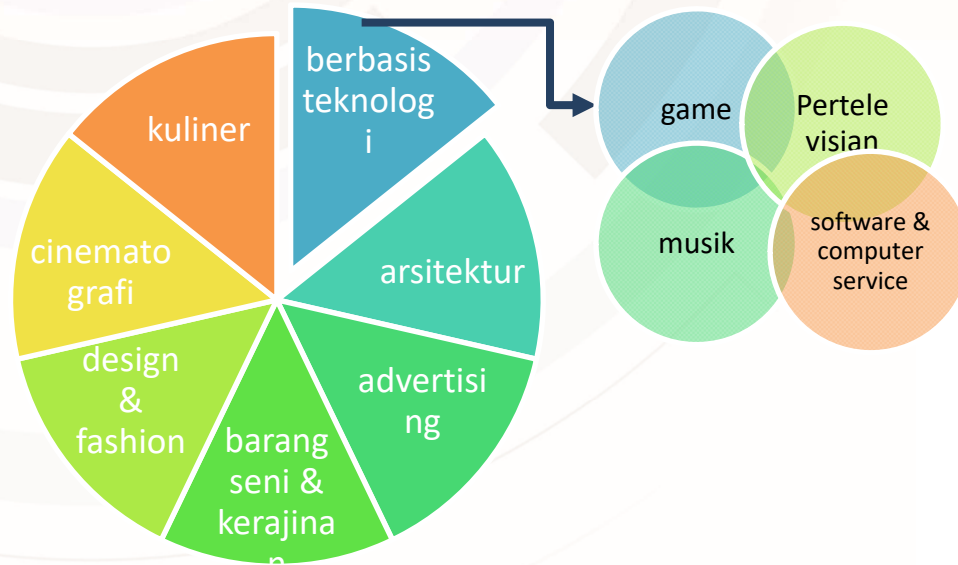 berbasis
teknolog
i
arsitektur
advertisi
ng
barang
seni &
kerajina
n
design
&
fashion
cinemato
grafi
kuliner
game
Pertele
visian
musik
software &
computer
service